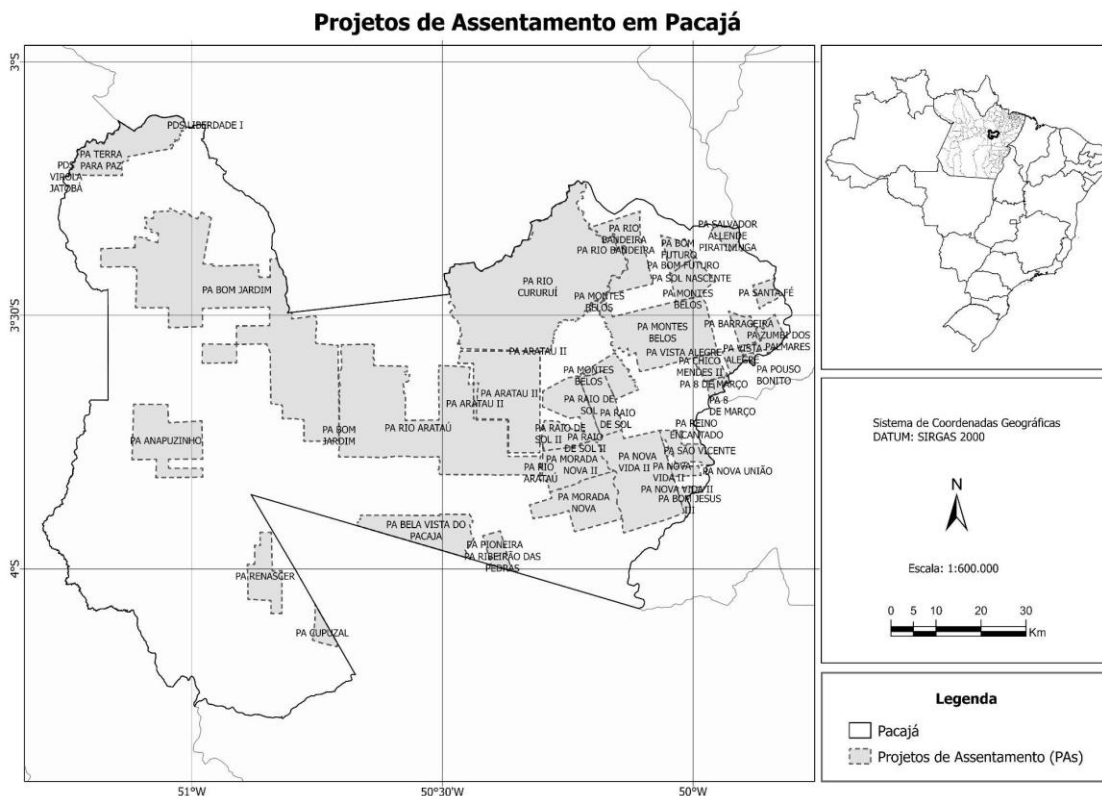 Projetos de Assentamento em Pacajá
3°S
3°30'S
4°S
51°W
50°30'W
50°W
PDS LIBERDADE I
PA TERRA
PARA PAZ
PDS
VIROLA
JATOBÁ
PA BOM JARDIM
PA ANAPUZINHO
PA BOM
JARDIM
PA RIO ARATAÚ
PA RIO
CURURUÍ
PA ARATAU II
PA ARATAU II
PA ARATAU II
PA RIO
BANDEIRA
PA RIO BANDEIRA
PA BOM
FUTURO
PA BOM FUTURO
PA SALVADOR
ALLENDE
PIRATININGA
PA SOL NASCENTE
PA MONTES
BELOS
PA MONTES
BELOS
PA SANTA FÉ
PA MONTES
BELOS
PA BARRAGEIRA
PA ZUMBI DOS
PALMARES
PA VISTA ALEGRE
PA VISTA
ALEGRE
PA CHICO
MENDES II
PA POUSO
BONITO
PA MONTES
BELOS
PA 8 DE MARÇO
PA 8
DE MARÇO
PA RAIO DE
SOL
PA RAIO
DE SOL
PA RAIO DE
SOL II
PA RAIO
DE SOL II
PA REINO
ENCANTADO
PA SÃO VICENTE
PA NOVA UNIÃO
PA MORADA
NOVA II
PA NOVA
VIDA II
PA NOVA
VIDA II
PA RIO
ARATAÚ
PA NOVA VIDA II
PA BOM JESUS
III
PA MORADA
NOVA
PA BELA VISTA DO
PACAJA
PA PIONEIRA
PA RIBEIRÃO DAS
PEDRAS
PA RENASCER
PA CUPUZAL
Sistema de Coordenadas Geográficas
DATUM: SIRGAS 2000
N
Escala: 1:600.000
0 5 10 20 30
Km
Legenda
Pacajá
Projetos de Assentamento (PAs)